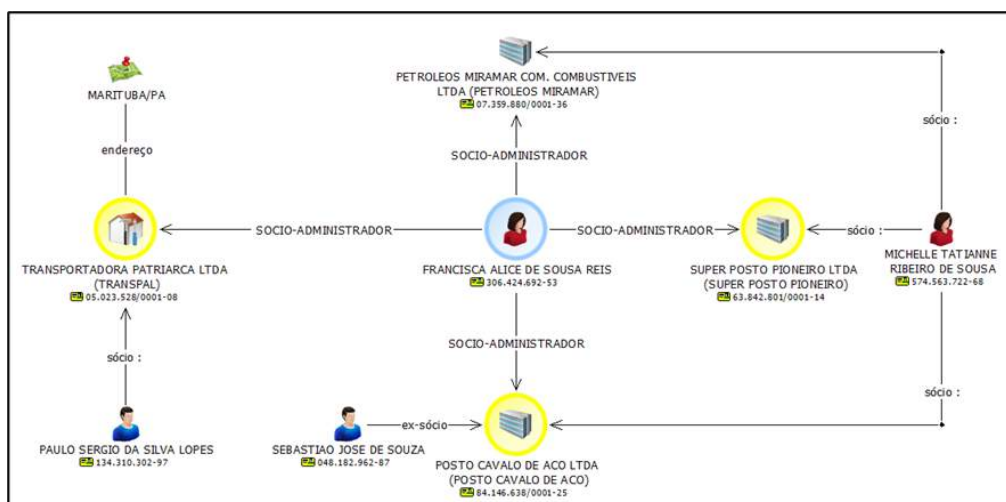 PETROLEOS MIRAMAR COM. COMBUSTIVEIS
LTDA (PETROLEOS MIRAMAR)
07.359.880/0001-36
MARITUBA/PA
sócio :
endereço
SOCIO-ADMINISTRADOR
SOCIO-ADMINISTRADOR
SOCIO-ADMINISTRADOR
sócio :
TRANSPORTADORA PATRIARCA LTDA
(TRANSPAL)
05.023.528/0001-08
FRANCISCA ALICE DE SOUSA REIS
306.424.692-53
SUPER POSTO PIONEIRO LTDA
(SUPER POSTO PIONEIRO)
63.842.801/0001-14
MICHELLE TATIANNE
RIBEIRO DE SOUSA
574.563.722-68
SOCIO-ADMINISTRADOR
sócio :
sócio :
ex-sócio
PAULO SERGIO DA SILVA LOPES
134.310.302-97
SEBASTIAO JOSE DE SOUZA
048.182.962-87
POSTO CAVALO DE ACO LTDA
(POSTO CAVALO DE ACO)
84.146.638/0001-25